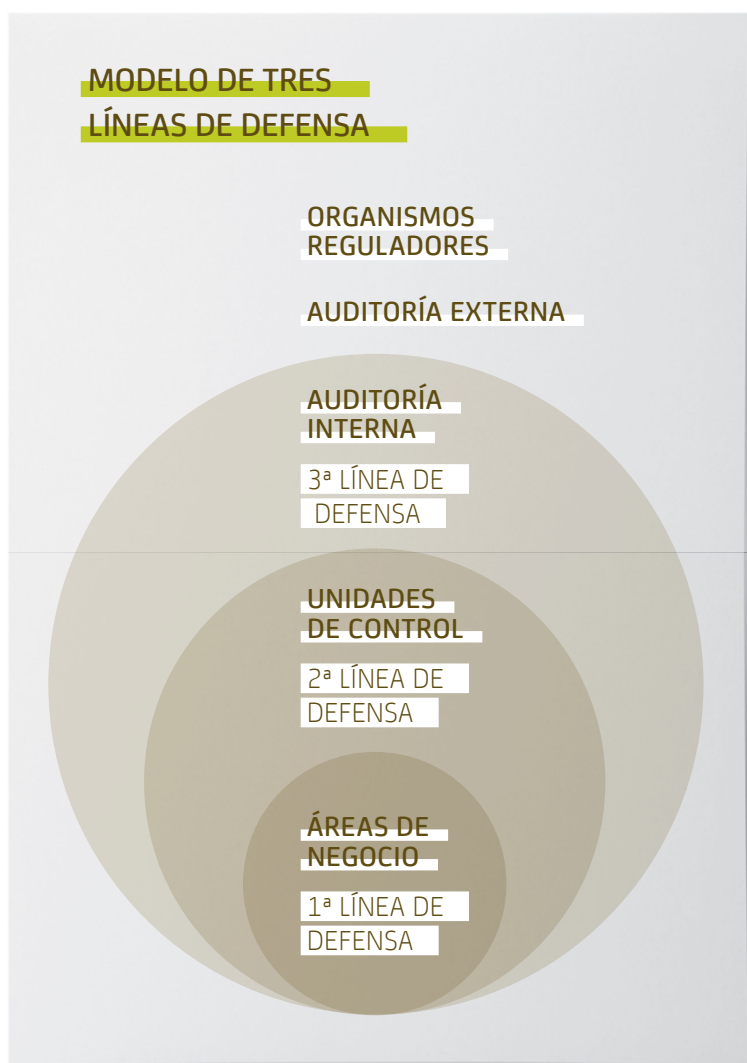 MODELO DE TRES
LÍNEAS DE DEFENSA
ORGANISMOS
REGULADORES
AUDITORÍA EXTERNA
AUDITORÍA
INTERNA
3ª LÍNEA DE
DEFENSA
UNIDADES
DE CONTROL
2ª LÍNEA DE
DEFENSA
ÁREAS DE
NEGOCIO
1ª LÍNEA DE
DEFENSA